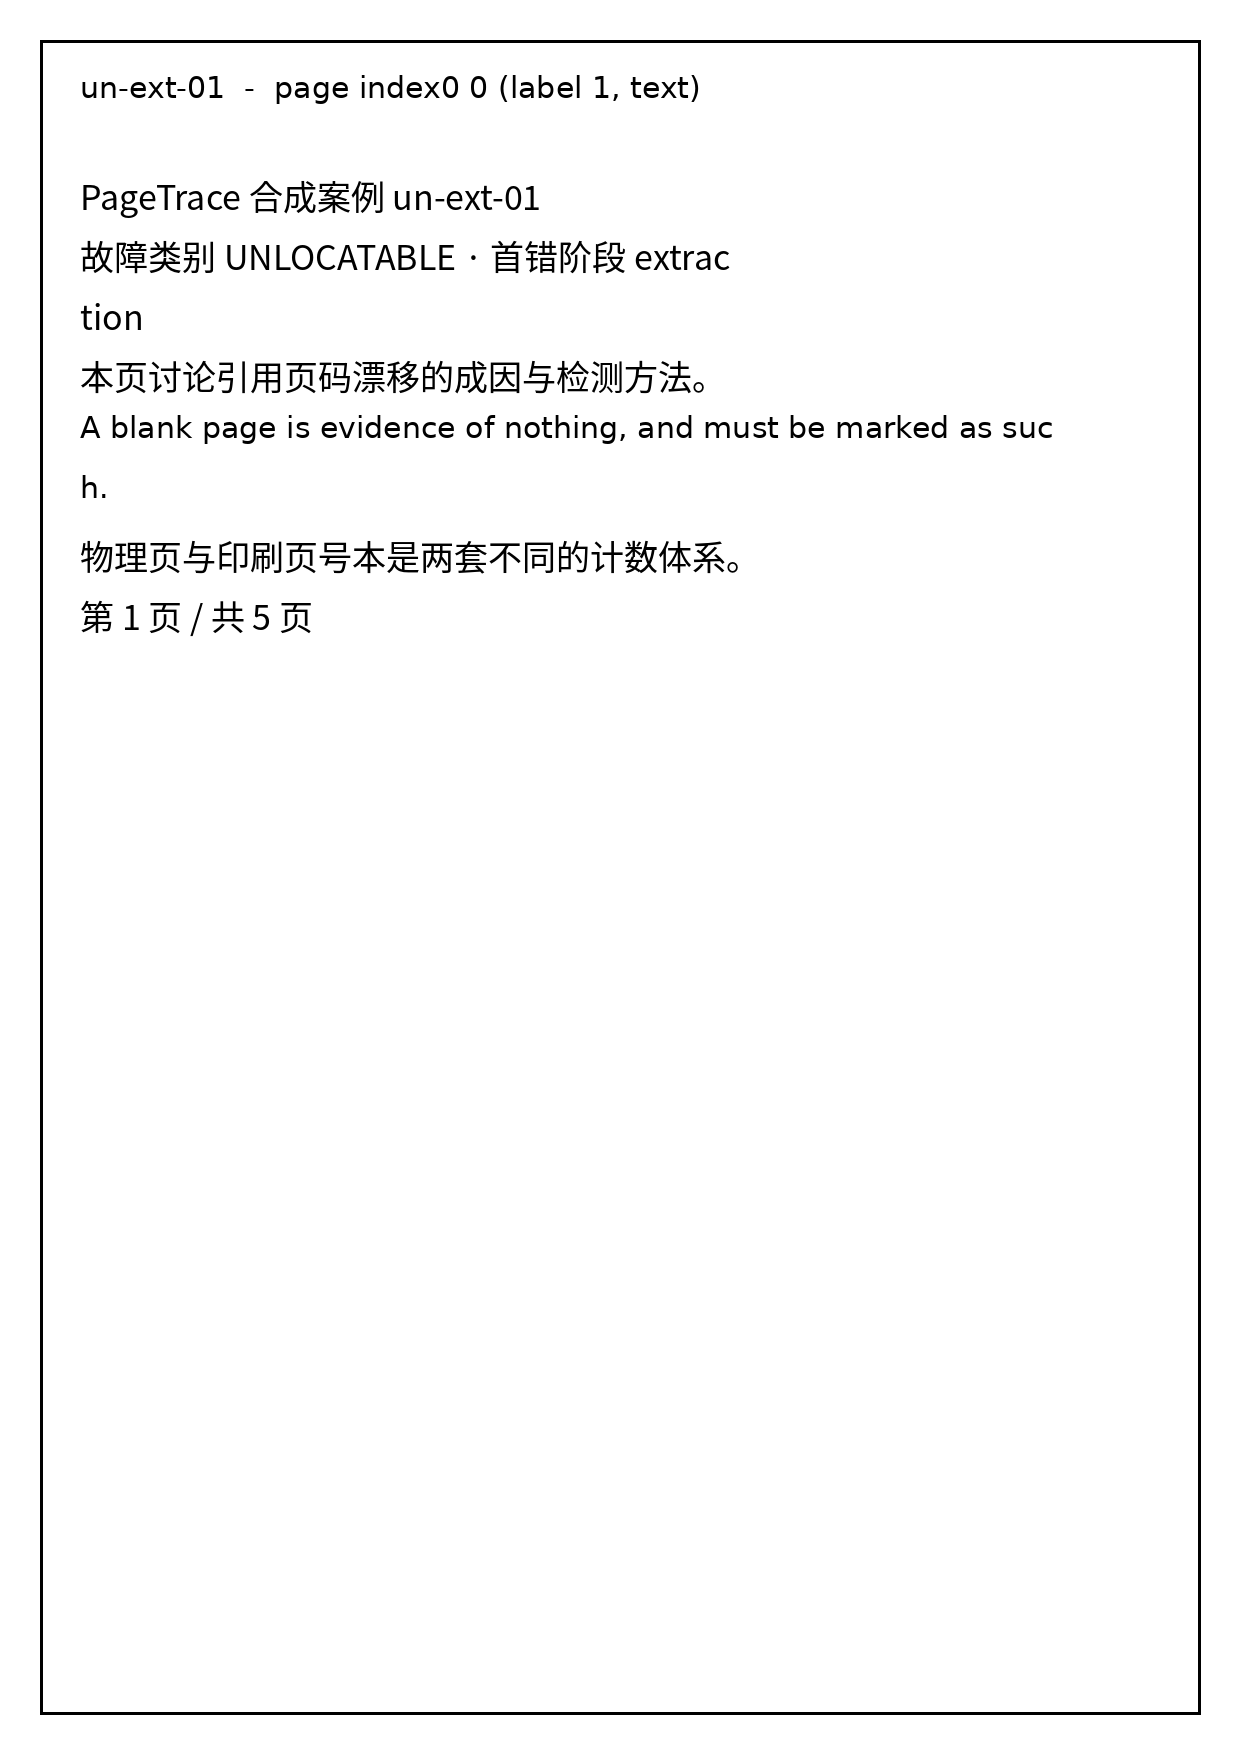 un-ext-01  -  page index0 0 (label 1, text)
PageTrace 合成案例 un-ext-01
故障类别 UNLOCATABLE · 首错阶段 extrac
tion
本页讨论引用页码漂移的成因与检测方法。
A blank page is evidence of nothing, and must be marked as suc
h.
物理页与印刷页号本是两套不同的计数体系。
第 1 页 / 共 5 页